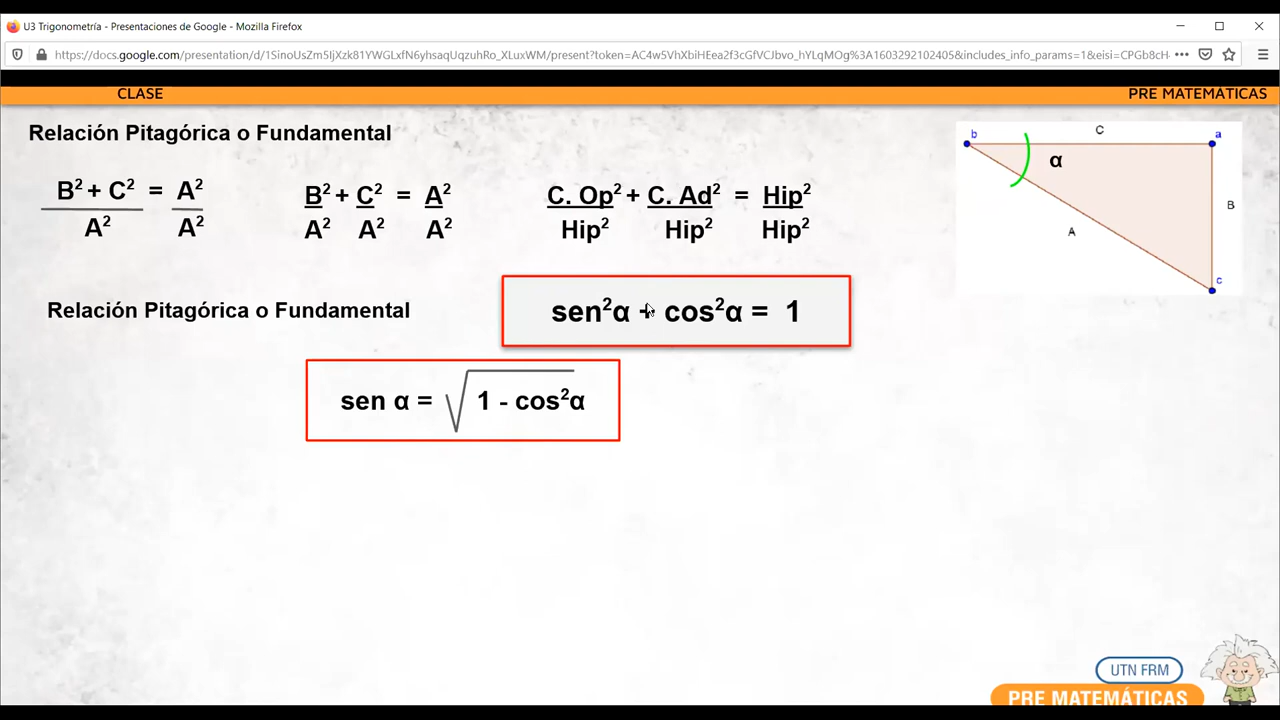 U3 Trigonometría - Presentaciones de Google - Mozilla Firefox
https://docs.google.com/presentation/d/1SinoUsZm5IjXzk81YWGLxfN6yhsaqUqzuhRo_XLuxWM/present?token=AC4w5VhXbiHEea2f3cGfVCJbvo_hYLqMOg%3A1603292102405&includes_info_params=1&eisi=CPGb8cH-
CLASE PRE MATEMÁTICAS
Relación Pitagórica o Fundamental
B² + C² = A²
A² A²
B² + C² = A²
A² A² A²
C. Op² + C. Ad² = Hip²
Hip² Hip² Hip²
b C a
α
B
A
c
Relación Pitagórica o Fundamental
sen²α + cos²α = 1
sen α = √ 1 - cos²α
UTN FRM
PRE MATEMÁTICAS